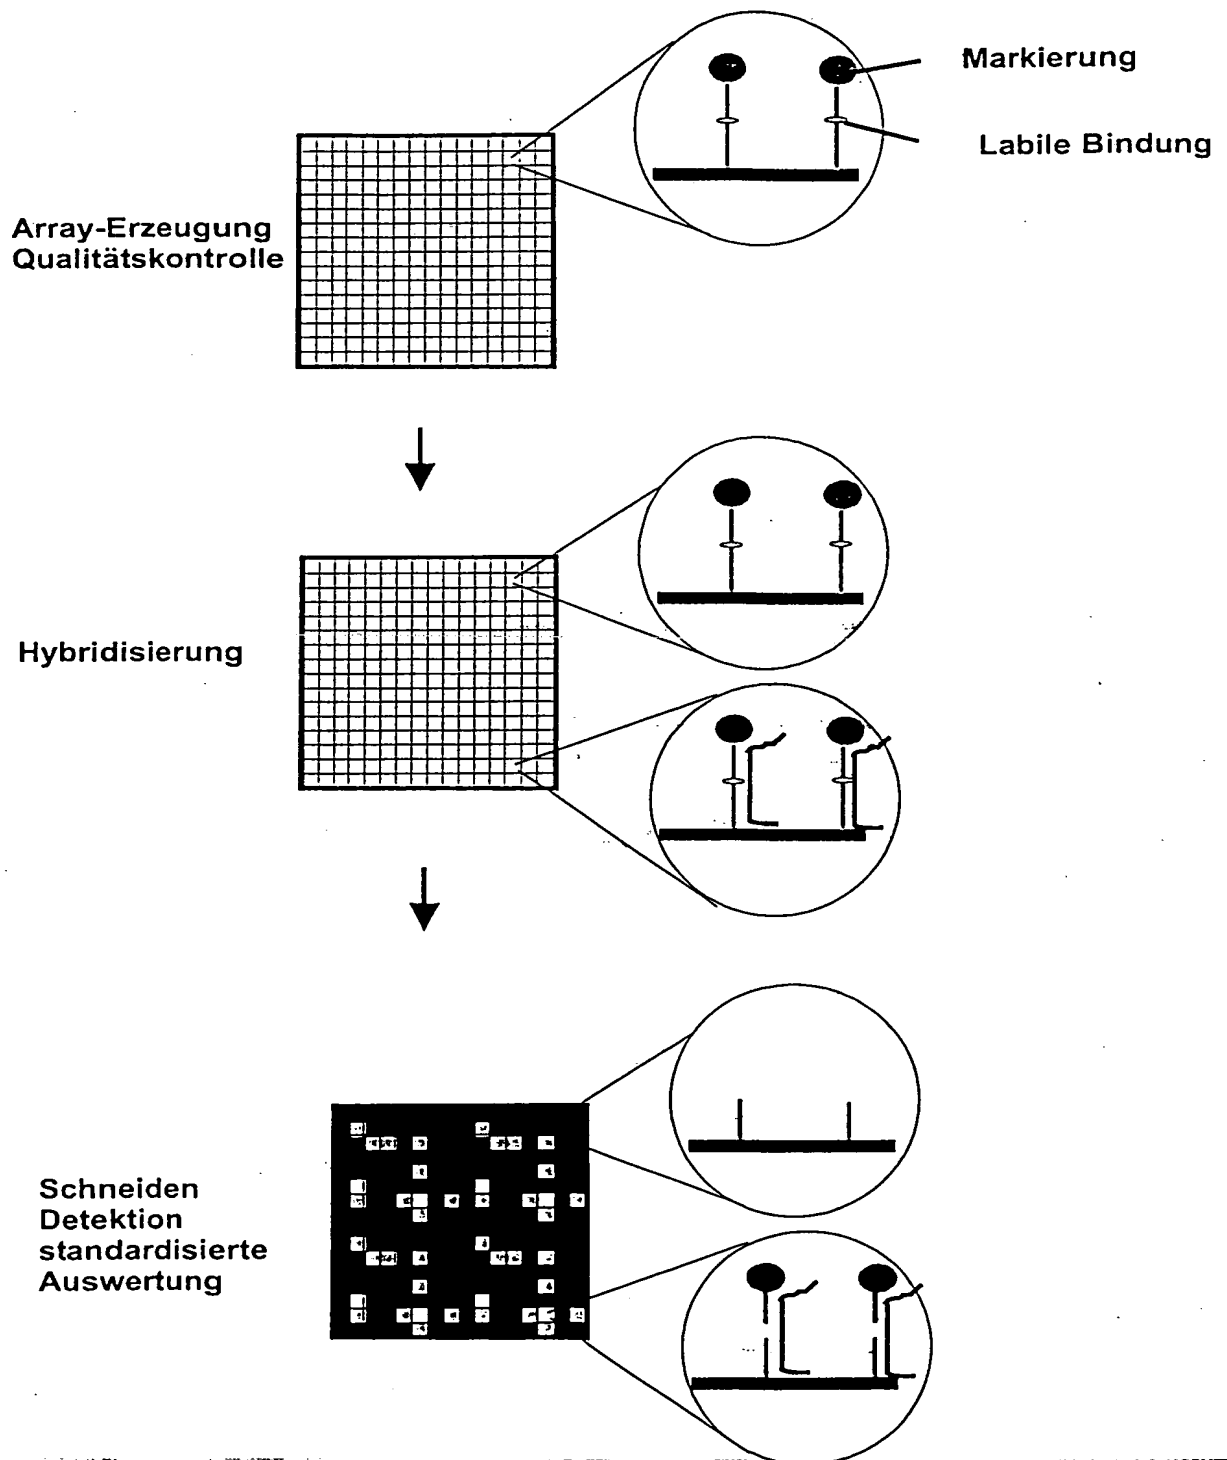 Markierung
Labile Bindung
Array-Erzeugung
Qualitätskontrolle
Hybridisierung
Schneiden
Detektion
standardisierte
Auswertung